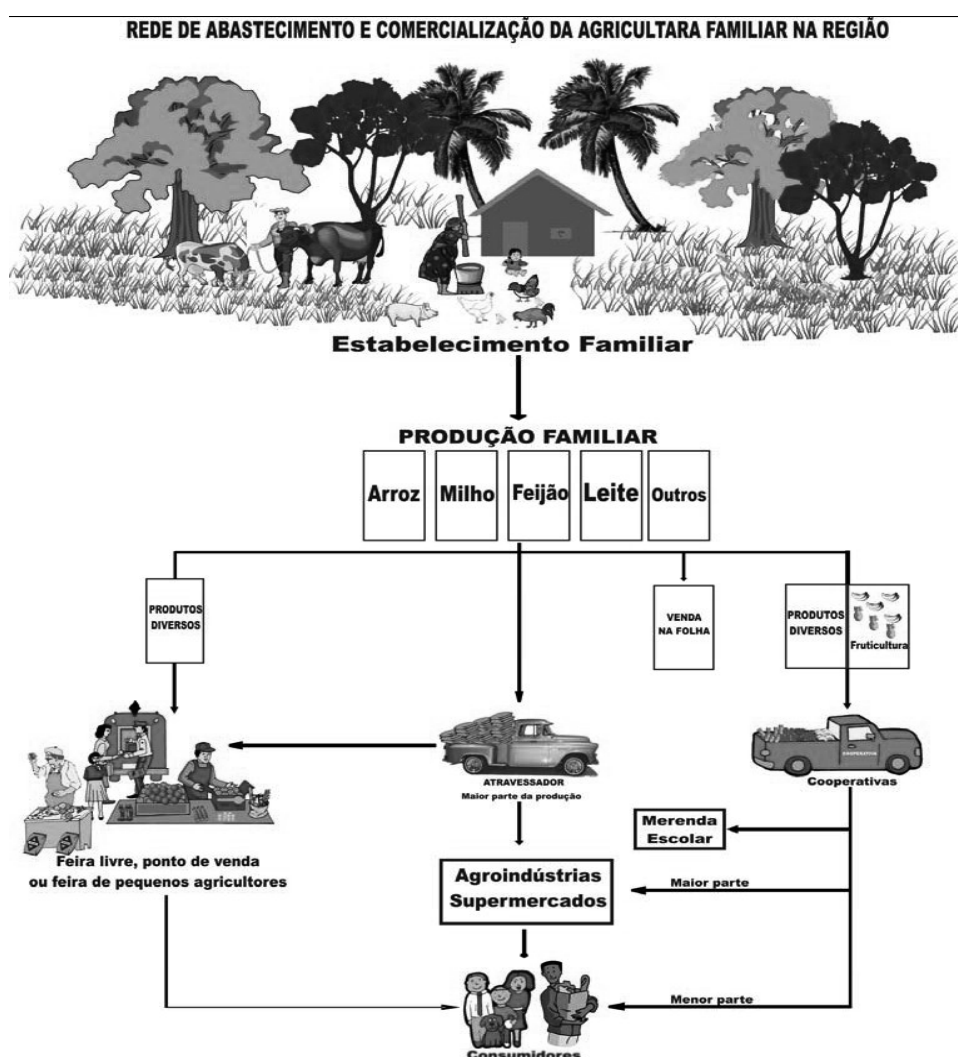 REDE DE ABASTECIMENTO E COMERCIALIZAÇÃO DA AGRICULTARA FAMILIAR NA REGIÃO
Estabelecimento Familiar
PRODUÇÃO FAMILIAR
Arroz
Milho
Feijão
Leite
Outros
PRODUTOS
DIVERSOS
VENDA
NA FOLHA
PRODUTOS
DIVERSOS
Fruticultura
COOPERATIVA
ATRAVESSADOR
Maior parte da produção
Cooperativas
Merenda
Escolar
Feira livre, ponto de venda
ou feira de pequenos agricultores
Agroindústrias
Supermercados
Maior parte
Menor parte
Consumidores